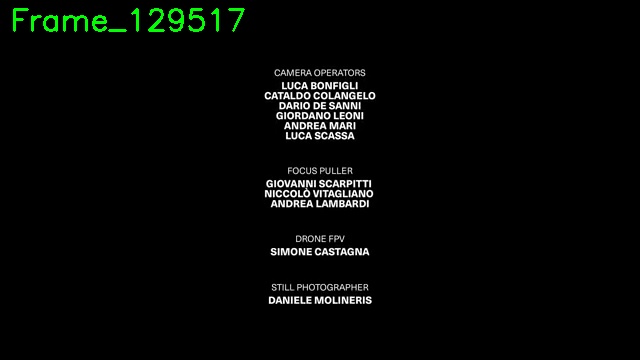 Frame_129517
CAMERA OPERATORS
LUCA BONFIGLI
CATALDO COLANGELO
DARIO DE SANNI
GIORDANO LEONI
ANDREA MARI
LUCA SCASSA
FOCUS PULLER
GIOVANNI SCARPITTI
NICCOLÒ VITAGLIANO
ANDREA LAMBARDI
DRONE FPV
SIMONE CASTAGNA
STILL PHOTOGRAPHER
DANIELE MOLINERIS